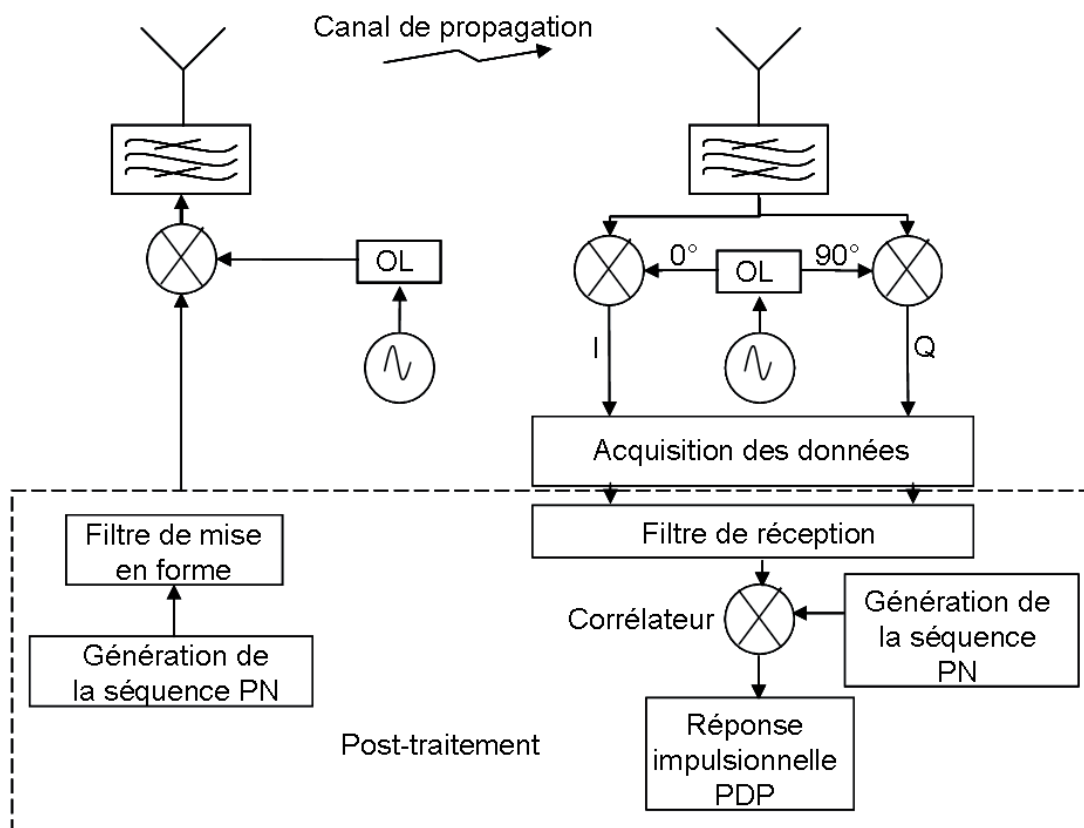 Canal de propagation
OL
0°
OL
90°
I
Q
Acquisition des données
Filtre de mise
en forme
Filtre de réception
Génération de
la séquence PN
Corrélateur
Génération de
la séquence
PN
Post-traitement
Réponse
impulsionnelle
PDP